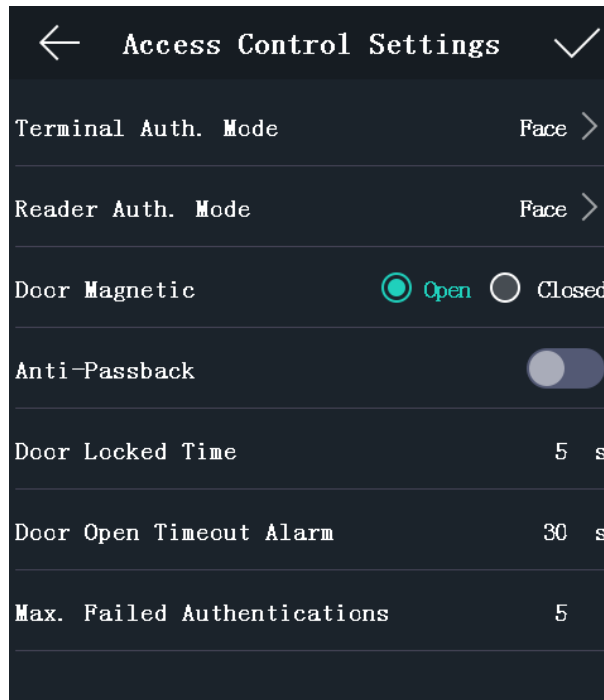 Access Control Settings
Terminal Auth. Mode Face
Reader Auth. Mode Face
Door Magnetic Open Closed
Anti-Passback
Door Locked Time 5 s
Door Open Timeout Alarm 30 s
Max. Failed Authentications 5